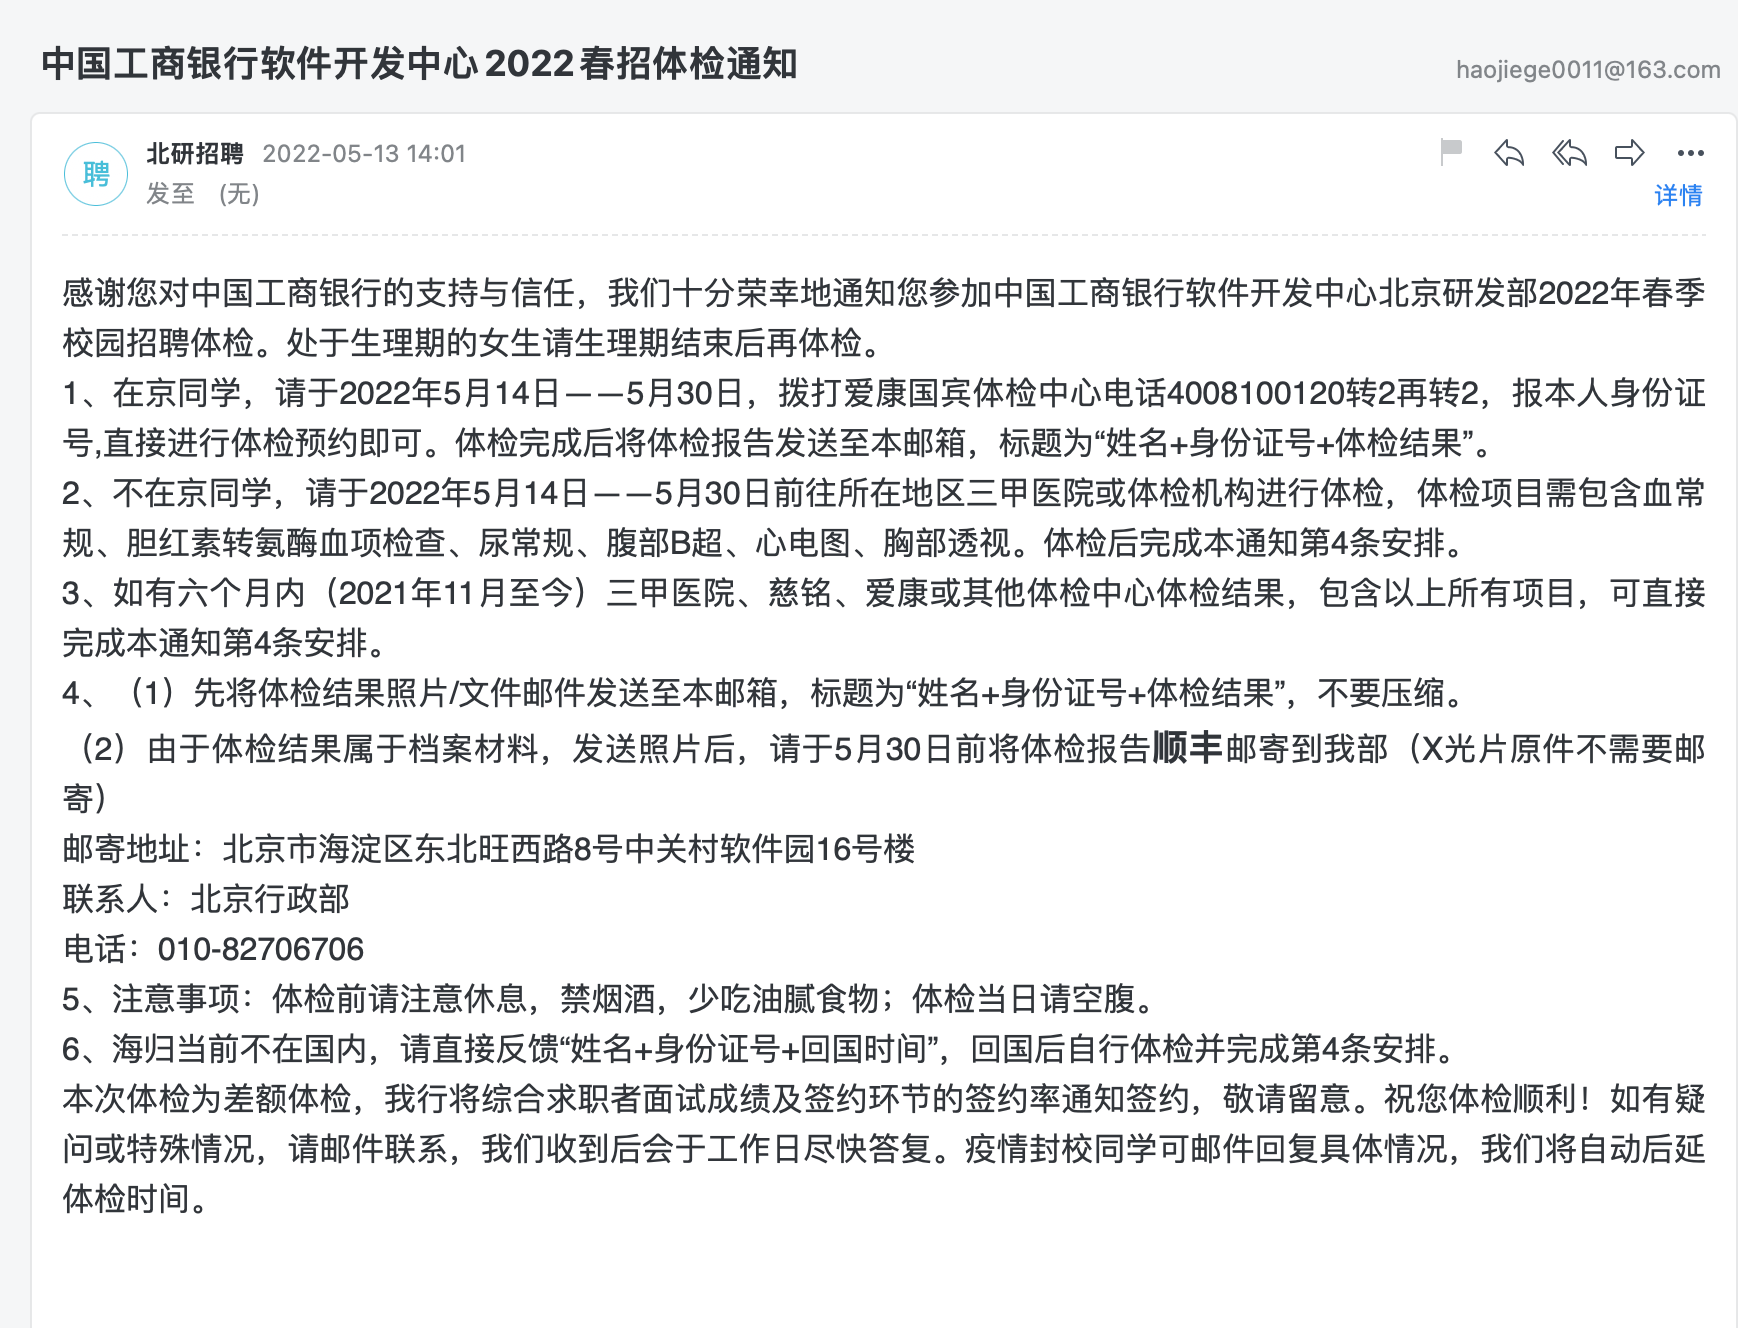 中国工商银行软件开发中心2022春招体检通知
haojiege0011@163.com
聘
北研招聘 2022-05-13 14:01
发至 (无)
详情
感谢您对中国工商银行的支持与信任，我们十分荣幸地通知您参加中国工商银行软件开发中心北京研发部2022年春季
校园招聘体检。处于生理期的女生请生理期结束后再体检。
1、在京同学，请于2022年5月14日——5月30日，拨打爱康国宾体检中心电话4008100120转2再转2，报本人身份证
号,直接进行体检预约即可。体检完成后将体检报告发送至本邮箱，标题为“姓名+身份证号+体检结果”。
2、不在京同学，请于2022年5月14日——5月30日前往所在地区三甲医院或体检机构进行体检，体检项目需包含血常
规、胆红素转氨酶血项检查、尿常规、腹部B超、心电图、胸部透视。体检后完成本通知第4条安排。
3、如有六个月内（2021年11月至今）三甲医院、慈铭、爱康或其他体检中心体检结果，包含以上所有项目，可直接
完成本通知第4条安排。
4、（1）先将体检结果照片/文件邮件发送至本邮箱，标题为“姓名+身份证号+体检结果”，不要压缩。
（2）由于体检结果属于档案材料，发送照片后，请于5月30日前将体检报告顺丰邮寄到我部（X光片原件不需要邮
寄）
邮寄地址：北京市海淀区东北旺西路8号中关村软件园16号楼
联系人：北京行政部
电话：010-82706706
5、注意事项：体检前请注意休息，禁烟酒，少吃油腻食物；体检当日请空腹。
6、海归当前不在国内，请直接反馈“姓名+身份证号+回国时间”，回国后自行体检并完成第4条安排。
本次体检为差额体检，我行将综合求职者面试成绩及签约环节的签约率通知签约，敬请留意。祝您体检顺利！如有疑
问或特殊情况，请邮件联系，我们收到后会于工作日尽快答复。疫情封校同学可邮件回复具体情况，我们将自动后延
体检时间。